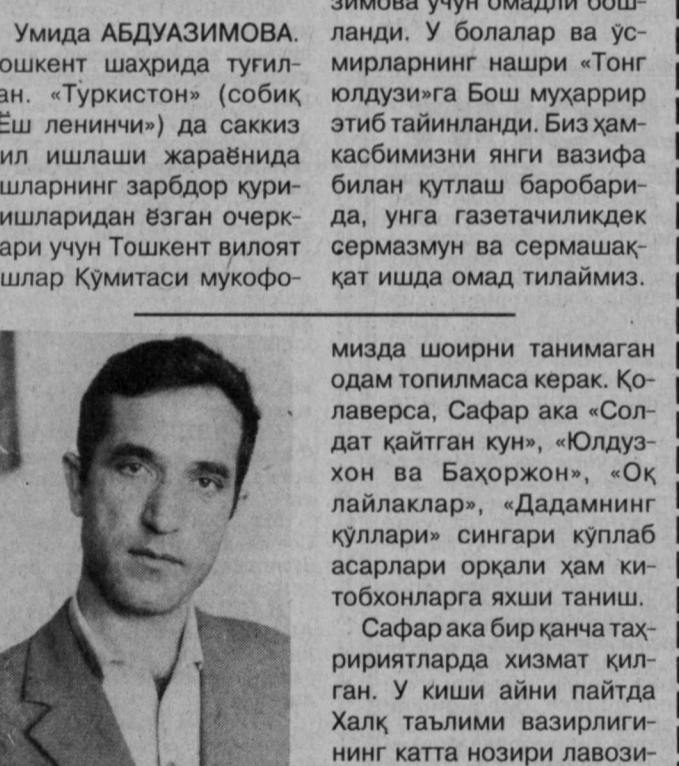 Умида АБДУАЗИМОВА.
ошкент шаҳрида туғил-
ан. «Туркистон» (собиқ
Ёш ленинчи») да саккиз
ил ишлаши жараёнида
шларнинг зарбдор қури-
ишларидан ёзган очерк-
ари учун Тошкент вилоят
шлар Қўмитаси мукофо-
зимова учун омадли бош-
ланди. У болалар ва ўс-
мирларнинг нашри «Тонг
юлдузи»га Бош муҳаррир
этиб тайинланди. Биз ҳам-
касбимизни янги вазифа
билан қутлаш баробари-
да, унга газетачиликдек
сермазмун ва сермашақ-
қат ишда омад тилаймиз.
мизда шоирни танимаган
одам топилмаса керак. Қо-
лаверса, Сафар ака «Сол-
дат қайтган кун», «Юлдуз-
хон ва Баҳоржон», «Оқ
лайлаклар», «Дадамнинг
қўллари» сингари кўплаб
асарлари орқали ҳам ки-
тобхонларга яхши таниш.
Сафар ака бир қанча таҳ-
ририятларда хизмат қил-
ган. У киши айни пайтда
Халқ таълими вазирлиги-
нинг катта нозири лавози-